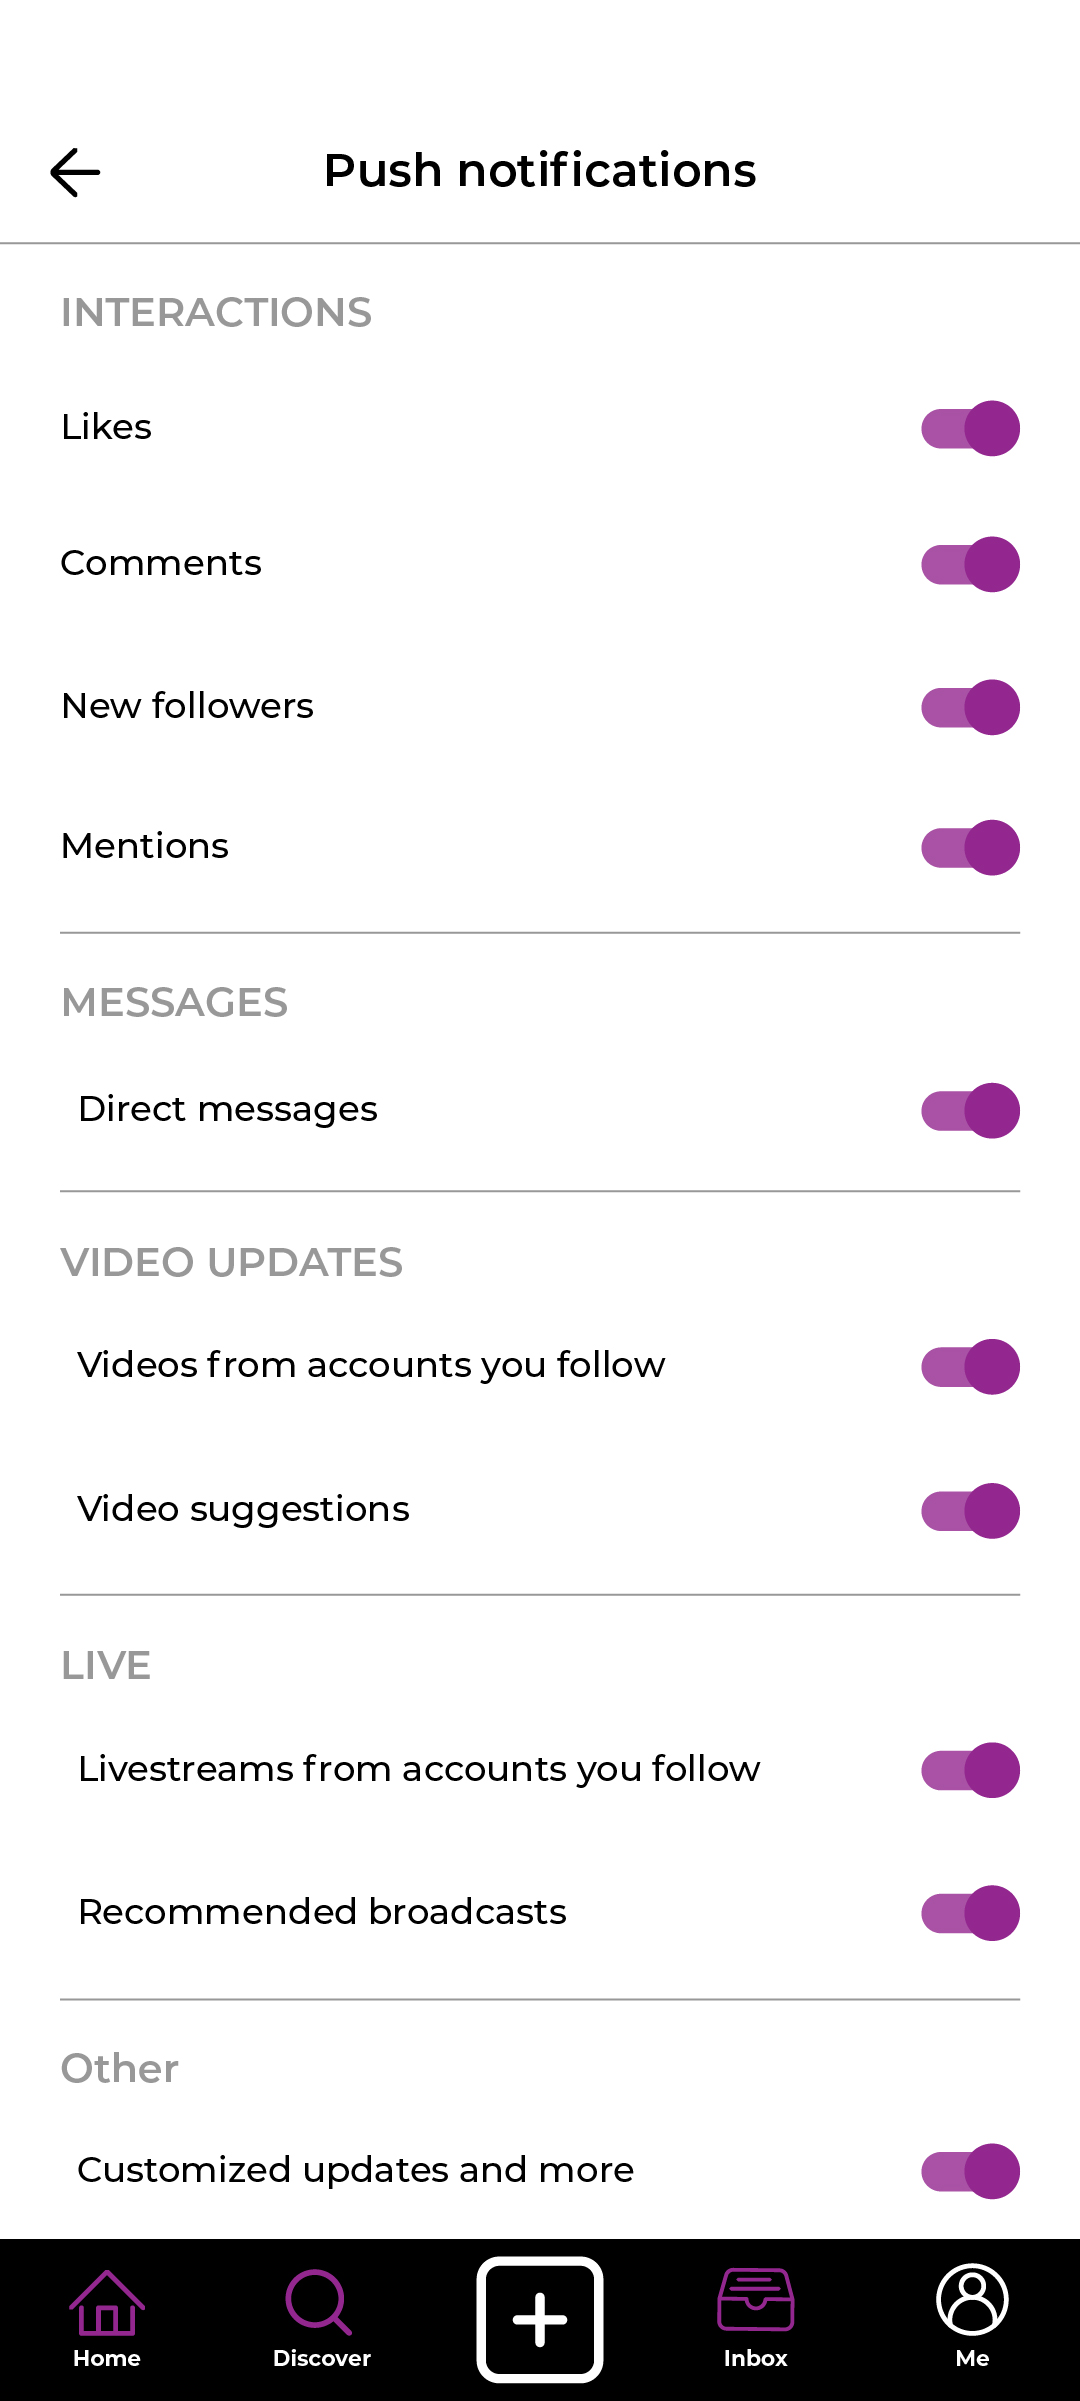 Push notifications
INTERACTIONS
Likes
Comments
New followers
Mentions
MESSAGES
Direct messages
VIDEO UPDATES
Videos from accounts you follow
Video suggestions
LIVE
Livestreams from accounts you follow
Recommended broadcasts
Other
Customized updates and more
Home Discover Inbox Me